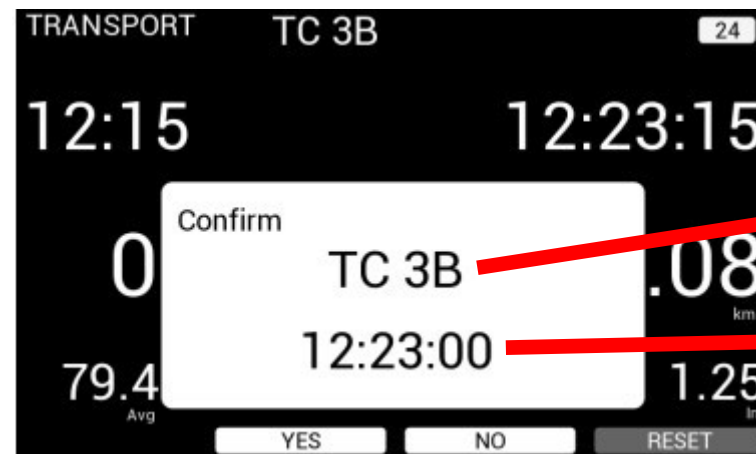 TRANSPORT TC 3B 24
12:15 12:23:15
Confirm
TC 3B
12:23:00
0 .08
km
79.4 1.25
Avg
YES NO RESET